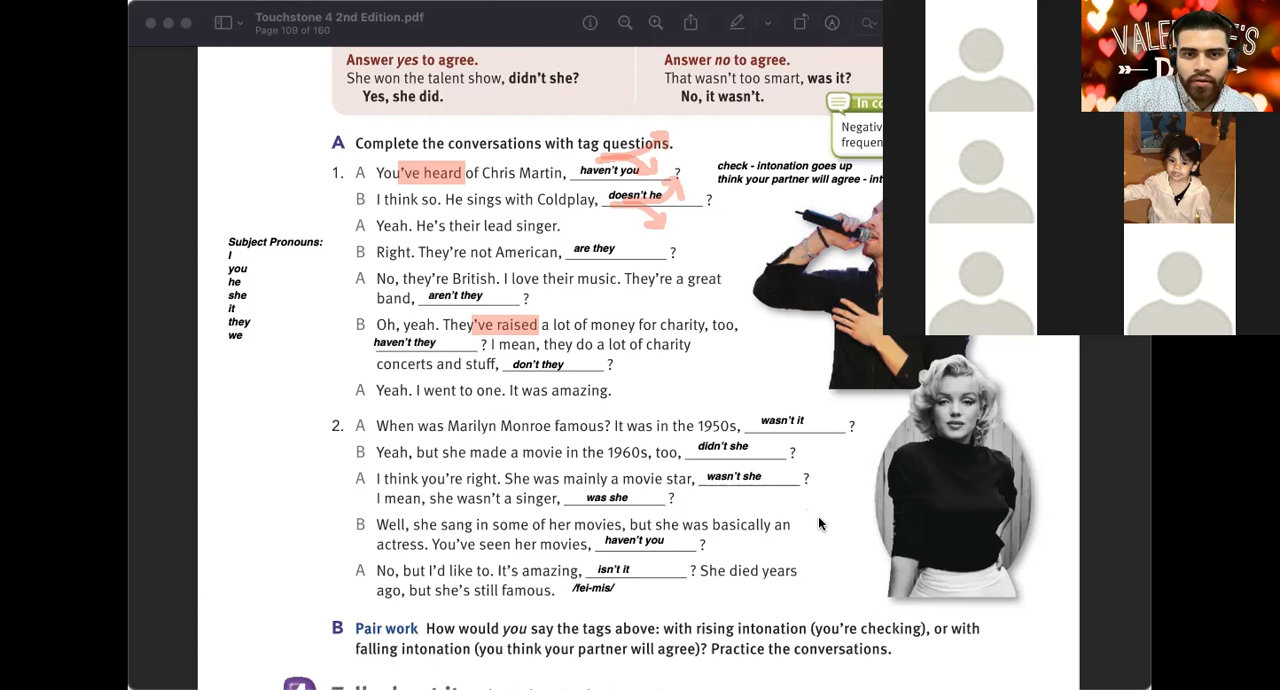 Touchstone 4 2nd Edition.pdf
Page 109 of 160
Answer yes to agree.
She won the talent show, didn't she?
Yes, she did.
Answer no to agree.
That wasn't too smart, was it?
No, it wasn't.
In co
Negativ
frequen
A Complete the conversations with tag questions.
1. A You've heard of Chris Martin, haven't you ?
check - intonation goes up
think your partner will agree - int
B I think so. He sings with Coldplay, doesn't he ?
A Yeah. He's their lead singer.
B Right. They're not American, are they ?
A No, they're British. I love their music. They're a great
band, aren't they ?
B Oh, yeah. They've raised a lot of money for charity, too,
haven't they ? I mean, they do a lot of charity
concerts and stuff, don't they ?
A Yeah. I went to one. It was amazing.
Subject Pronouns:
I
you
he
she
it
they
we
2. A When was Marilyn Monroe famous? It was in the 1950s, wasn't it ?
B Yeah, but she made a movie in the 1960s, too, didn't she ?
A I think you're right. She was mainly a movie star, wasn't she ?
I mean, she wasn't a singer, was she ?
B Well, she sang in some of her movies, but she was basically an
actress. You've seen her movies, haven't you ?
A No, but I'd like to. It's amazing, isn't it ? She died years
ago, but she's still famous. /fei-mis/
B Pair work How would you say the tags above: with rising intonation (you're checking), or with
falling intonation (you think your partner will agree)? Practice the conversations.